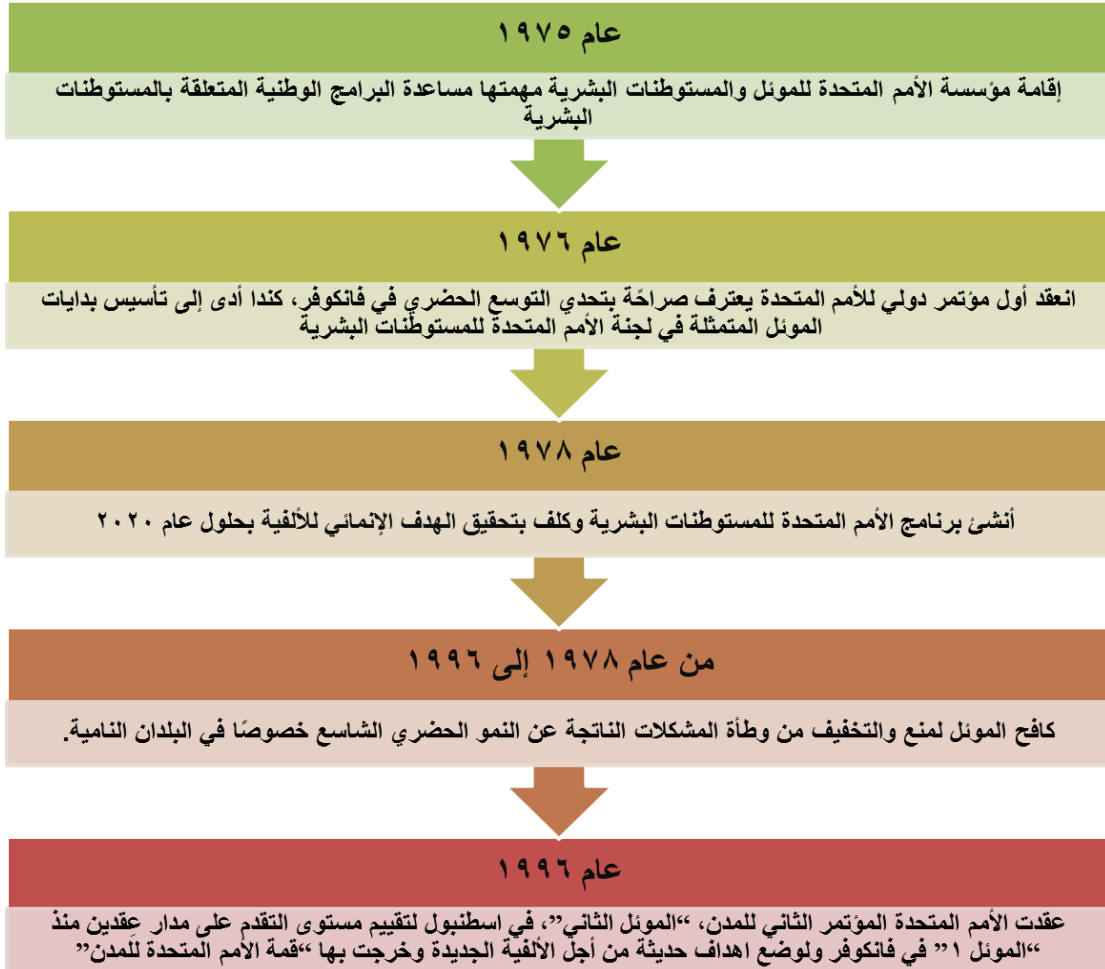 عام ١٩٧٥
إقامة مؤسسة الأمم المتحدة للموئل والمستوطنات البشرية مهمتها مساعدة البرامج الوطنية المتعلقة بالمستوطنات
البشرية
عام ١٩٧٦
انعقد أول مؤتمر دولي للأمم المتحدة يعترف صراحًة بتحدي التوسع الحضري في فانكوفر، كندا أدى إلى تأسيس بدايات
الموئل المتمثلة في لجنة الأمم المتحدة للمستوطنات البشرية
عام ١٩٧٨
أنشئ برنامج الأمم المتحدة للمستوطنات البشرية وكلف بتحقيق الهدف الإنمائي للألفية بحلول عام ٢٠٢٠
من عام ١٩٧٨ إلى ١٩٩٦
كافح الموئل لمنع والتخفيف من وطأة المشكلات الناتجة عن النمو الحضري الشاسع خصوصًا في البلدان النامية.
عام ١٩٩٦
عقدت الأمم المتحدة المؤتمر الثاني للمدن، “الموئل الثاني”، في اسطنبول لتقييم مستوى التقدم على مدار عِقدين منذ
“الموئل ١” في فانكوفر ولوضع اهداف حديثة من أجل الألفية الجديدة وخرجت بها “قمة الأمم المتحدة للمدن”